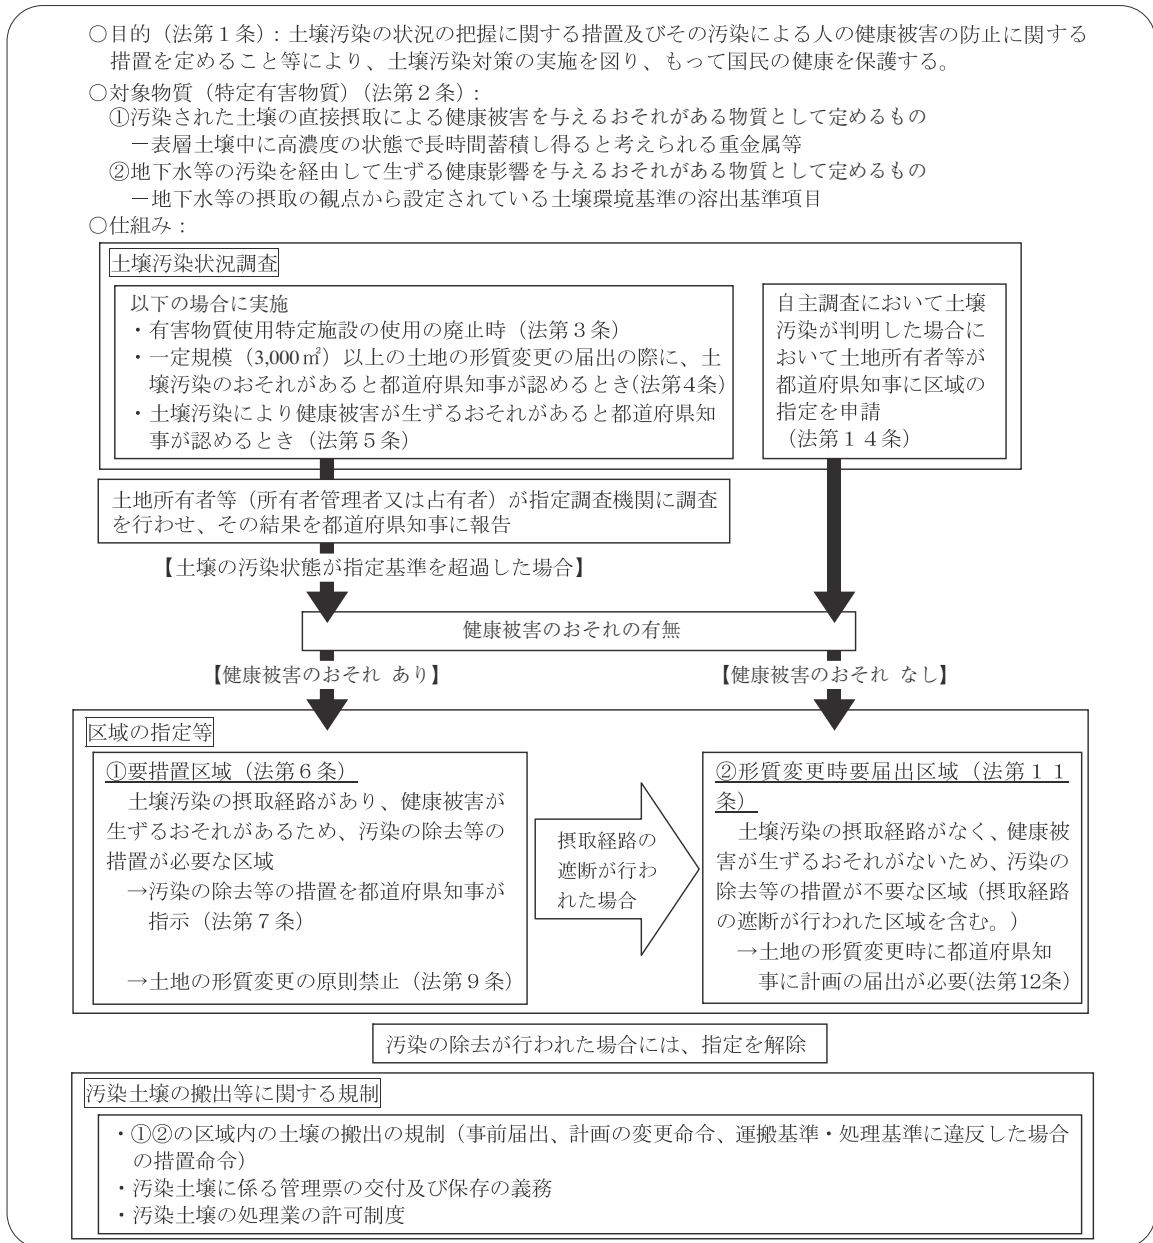 ○目的（法第１条）: 土壌汚染の状況の把握に関する措置及びその汚染による人の健康被害の防止に関する
措置を定めること等により、土壌汚染対策の実施を図り、もって国民の健康を保護する。
○対象物質（特定有害物質）（法第２条）:
①汚染された土壌の直接摂取による健康被害を与えるおそれがある物質として定めるもの
－表層土壌中に高濃度の状態で長時間蓄積し得ると考えられる重金属等
②地下水等の汚染を経由して生ずる健康影響を与えるおそれがある物質として定めるもの
－地下水等の摂取の観点から設定されている土壌環境基準の溶出基準項目
○仕組み:
土壌汚染状況調査
以下の場合に実施
・有害物質使用特定施設の使用の廃止時（法第３条）
・一定規模（3,000㎡）以上の土地の形質変更の届出の際に、土
壌汚染のおそれがあると都道府県知事が認めるとき(法第4条)
・土壌汚染により健康被害が生ずるおそれがあると都道府県知
事が認めるとき（法第５条）
自主調査において土壌
汚染が判明した場合に
おいて土地所有者等が
都道府県知事に区域の
指定を申請
（法第１４条）
土地所有者等（所有者管理者又は占有者）が指定調査機関に調査
を行わせ、その結果を都道府県知事に報告
【土壌の汚染状態が指定基準を超過した場合】
健康被害のおそれの有無
【健康被害のおそれ あり】
【健康被害のおそれ なし】
区域の指定等
①要措置区域（法第６条）
土壌汚染の摂取経路があり、健康被害が
生ずるおそれがあるため、汚染の除去等の
措置が必要な区域
→汚染の除去等の措置を都道府県知事が
指示（法第７条）
→土地の形質変更の原則禁止（法第９条）
摂取経路の
遮断が行わ
れた場合
②形質変更時要届出区域（法第１１
条）
土壌汚染の摂取経路がなく、健康被
害が生ずるおそれがないため、汚染の
除去等の措置が不要な区域（摂取経路
の遮断が行われた区域を含む。）
→土地の形質変更時に都道府県知
事に計画の届出が必要(法第12条)
汚染の除去が行われた場合には、指定を解除
汚染土壌の搬出等に関する規制
・①②の区域内の土壌の搬出の規制（事前届出、計画の変更命令、運搬基準・処理基準に違反した場合
の措置命令）
・汚染土壌に係る管理票の交付及び保存の義務
・汚染土壌の処理業の許可制度